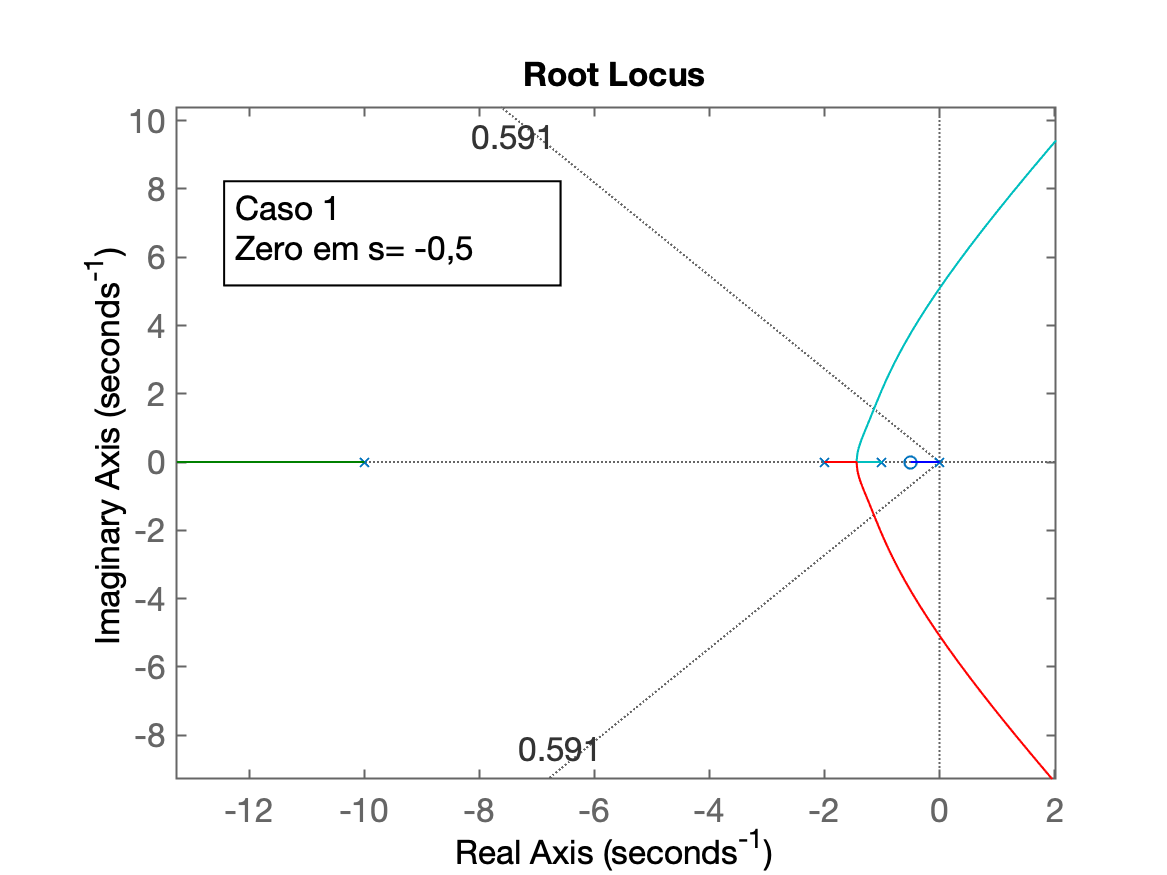 Root Locus
Imaginary Axis (seconds⁻¹)
10
8
6
4
2
0
-2
-4
-6
-8
0.591
Caso 1
Zero em s= -0,5
0.591
-12 -10 -8 -6 -4 -2 0 2
Real Axis (seconds⁻¹)